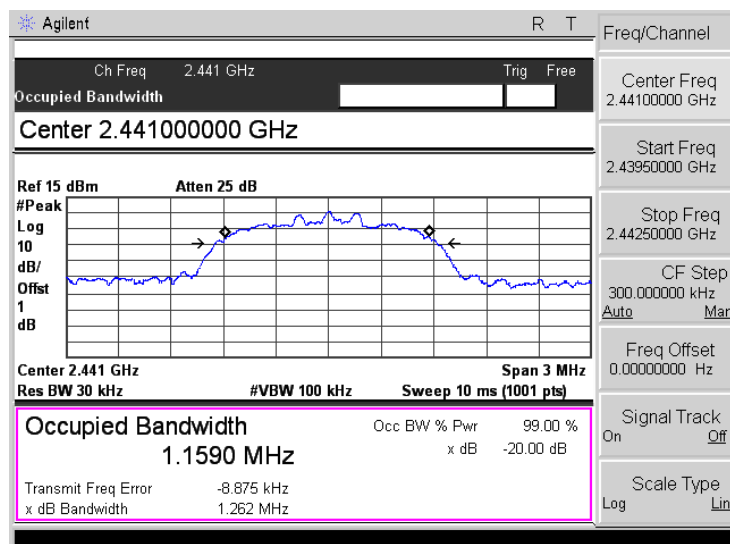 Agilent R T
Ch Freq 2.441 GHz Trig Free
Occupied Bandwidth
Center 2.441000000 GHz
Ref 15 dBm Atten 25 dB
#Peak
Log
10
dB/
Offst
1
dB
Center 2.441 GHz Span 3 MHz
Res BW 30 kHz #VBW 100 kHz Sweep 10 ms (1001 pts)
Occupied Bandwidth
1.1590 MHz
Occ BW % Pwr 99.00 %
x dB -20.00 dB
Transmit Freq Error -8.875 kHz
x dB Bandwidth 1.262 MHz
Freq/Channel
Center Freq
2.44100000 GHz
Start Freq
2.43950000 GHz
Stop Freq
2.44250000 GHz
CF Step
300.000000 kHz
Auto Man
Freq Offset
0.00000000 Hz
Signal Track
On Off
Scale Type
Log Lin